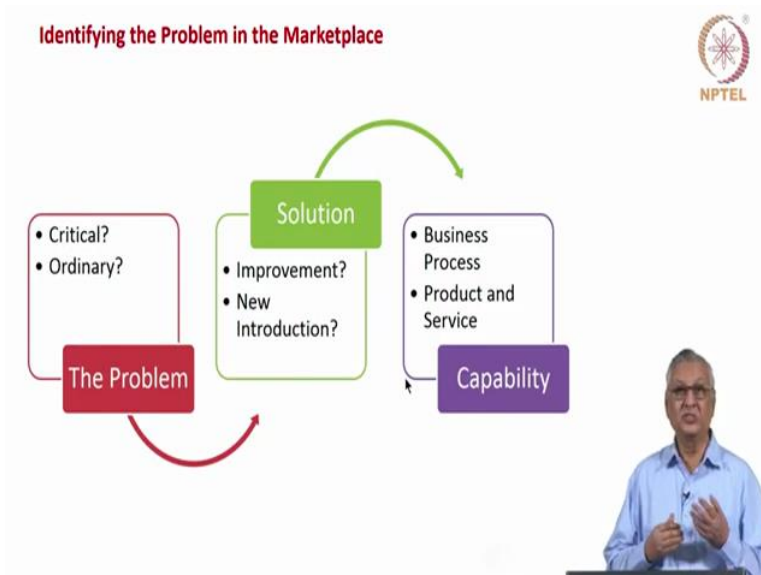 Identifying the Problem in the Marketplace
®
NPTEL
• Critical?
• Ordinary?
The Problem
Solution
• Improvement?
• New
Introduction?
• Business
Process
• Product and
Service
Capability